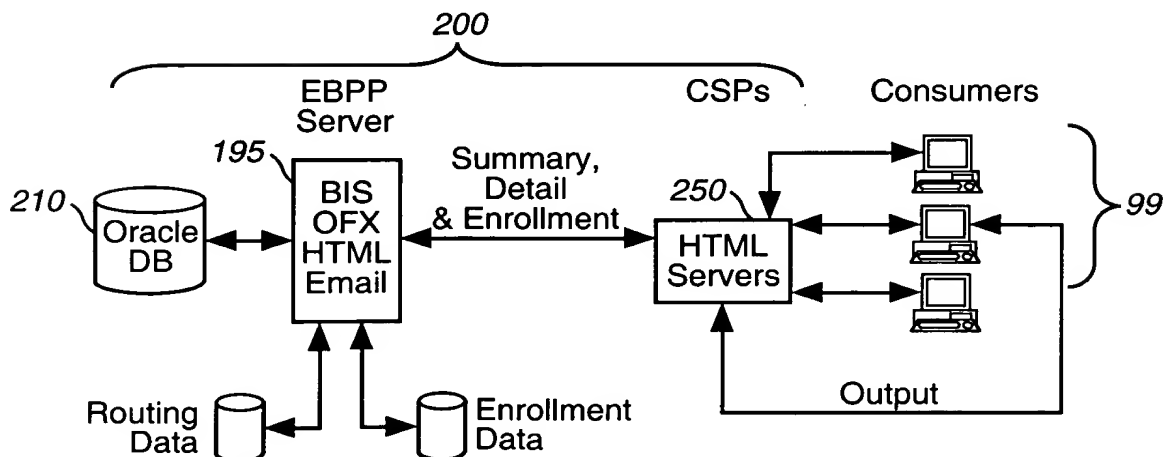 200
EBPP
Server
CSPs
Consumers
195
210
Oracle
DB
BIS
OFX
HTML
Email
Summary,
Detail
& Enrollment
250
HTML
Servers
99
Output
Routing
Data
Enrollment
Data